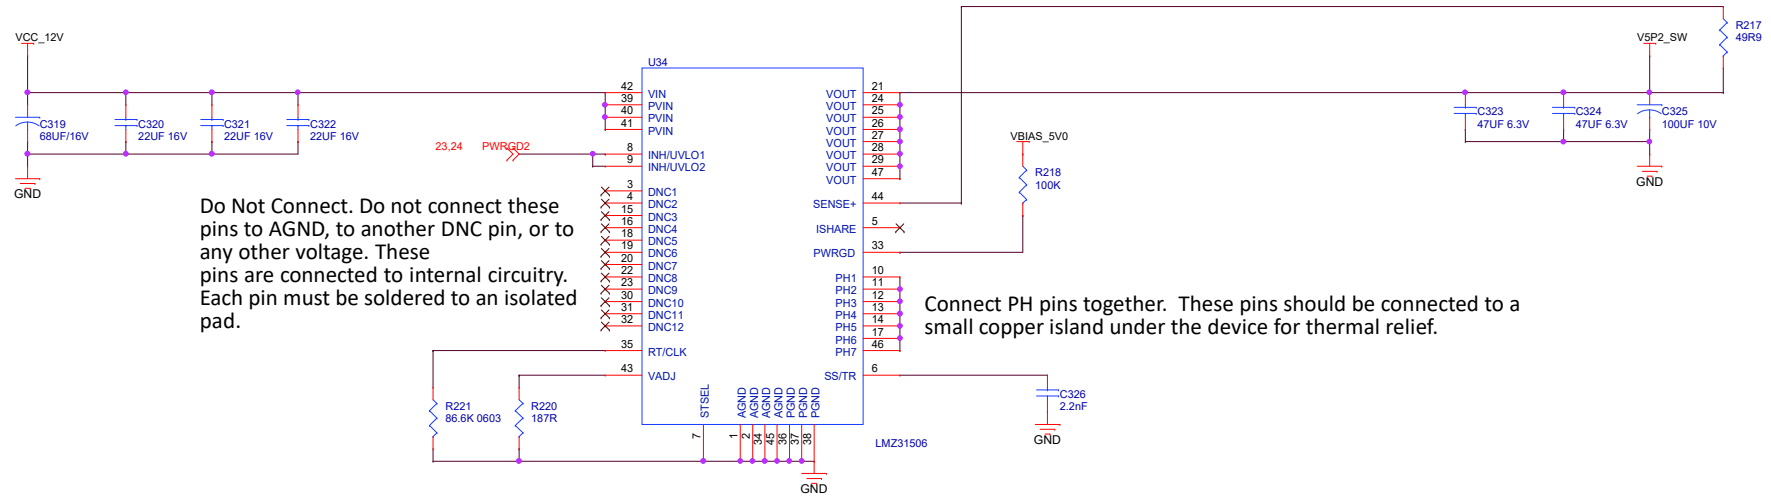 VCC_12V
C319
68UF/16V
C320
22UF 16V
C321
22UF 16V
C322
22UF 16V
GND
23,24 PWRGD2
Do Not Connect. Do not connect these
pins to AGND, to another DNC pin, or to
any other voltage. These
pins are connected to internal circuitry.
Each pin must be soldered to an isolated
pad.
R221
86.6K 0603
R220
187R
U34
42 VIN
39 PVIN
40 PVIN
41 PVIN
8 INH/UVLO1
9 INH/UVLO2
3 DNC1
4 DNC2
15 DNC3
16 DNC4
18 DNC5
19 DNC6
20 DNC7
22 DNC8
23 DNC9
30 DNC10
31 DNC11
32 DNC12
35 RT/CLK
43 VADJ
VOUT 21
VOUT 24
VOUT 25
VOUT 26
VOUT 27
VOUT 28
VOUT 29
VOUT 47
SENSE+ 44
ISHARE 5
PWRGD 33
PH1 10
PH2 11
PH3 12
PH4 13
PH5 14
PH6 17
PH7 46
SS/TR 6
STSEL 7
AGND 1
AGND 2
AGND 34
AGND 45
PGND 36
PGND 37
PGND 38
LMZ31506
GND
VBIAS_5V0
R218
100K
Connect PH pins together. These pins should be connected to a
small copper island under the device for thermal relief.
C326
2.2nF
GND
R217
49R9
V5P2_SW
C323
47UF 6.3V
C324
47UF 6.3V
C325
100UF 10V
GND